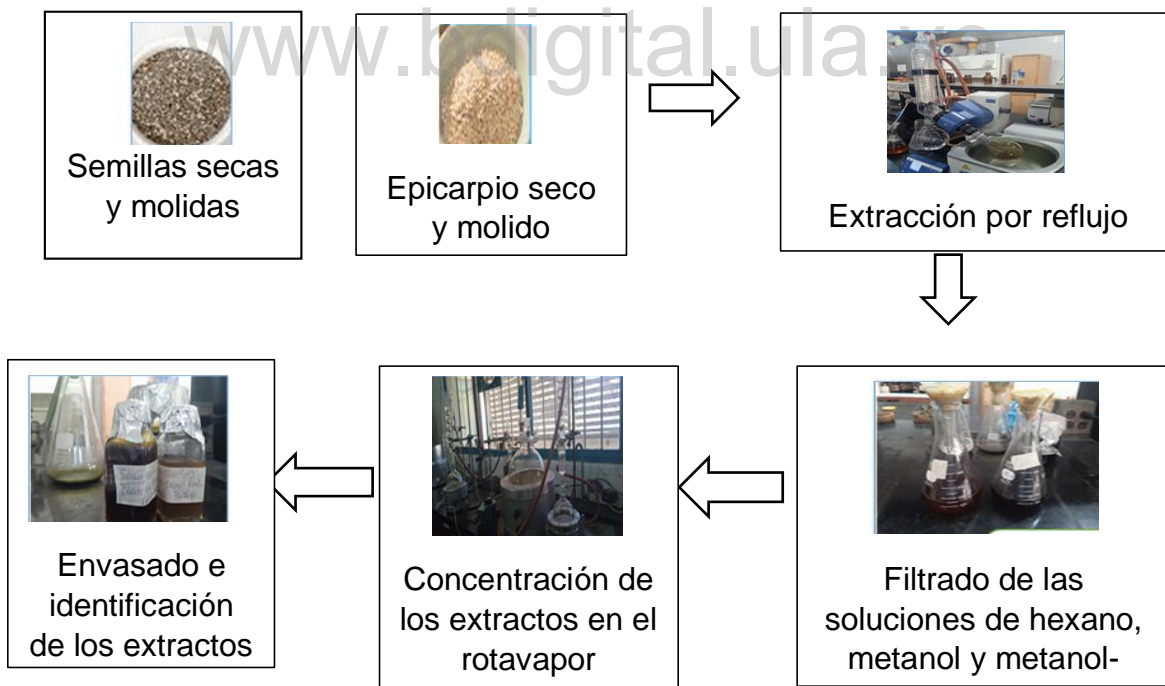 www.bdigital.ula.ve
Semillas secas
y molidas
Epicarpio seco
y molido
Extracción por reflujo
Filtrado de las
soluciones de hexano,
metanol y metanol-
Concentración de
los extractos en el
rotavapor
Envasado e
identificación
de los extractos